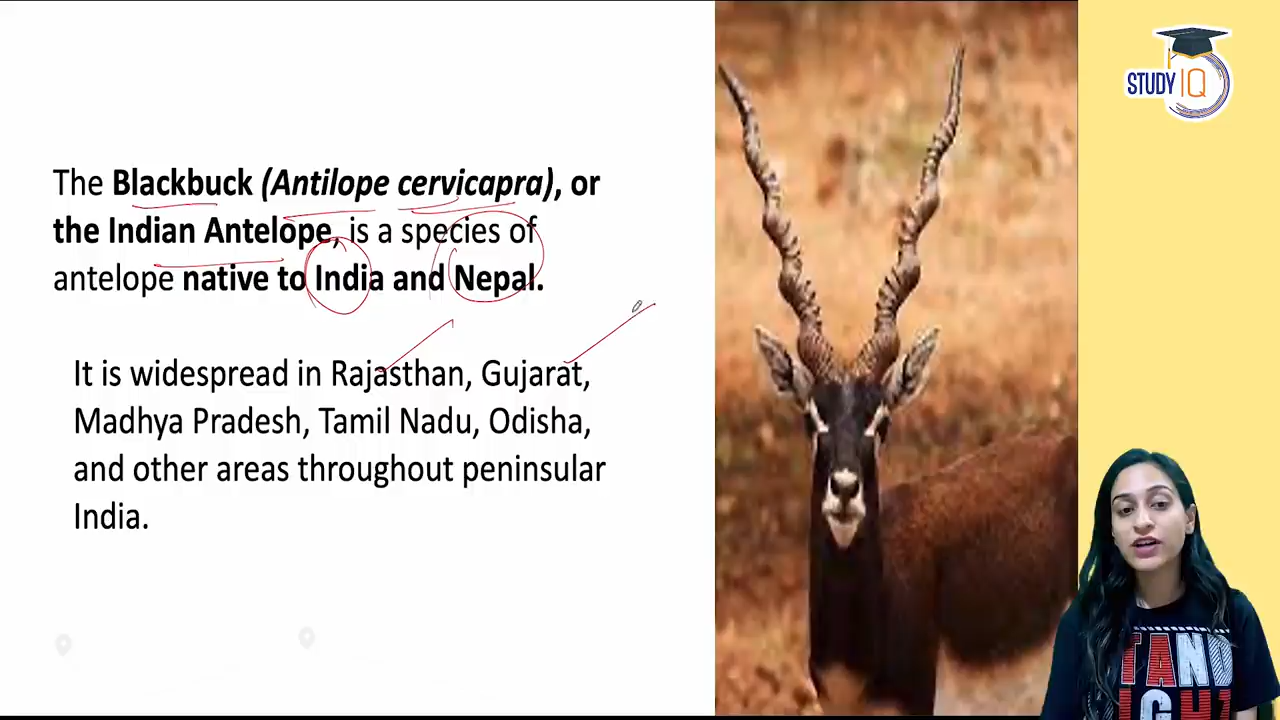 The Blackbuck (Antilope cervicapra), or
the Indian Antelope, is a species of
antelope native to India and Nepal.
It is widespread in Rajasthan, Gujarat,
Madhya Pradesh, Tamil Nadu, Odisha,
and other areas throughout peninsular
India.
STUDY IQ
TAND